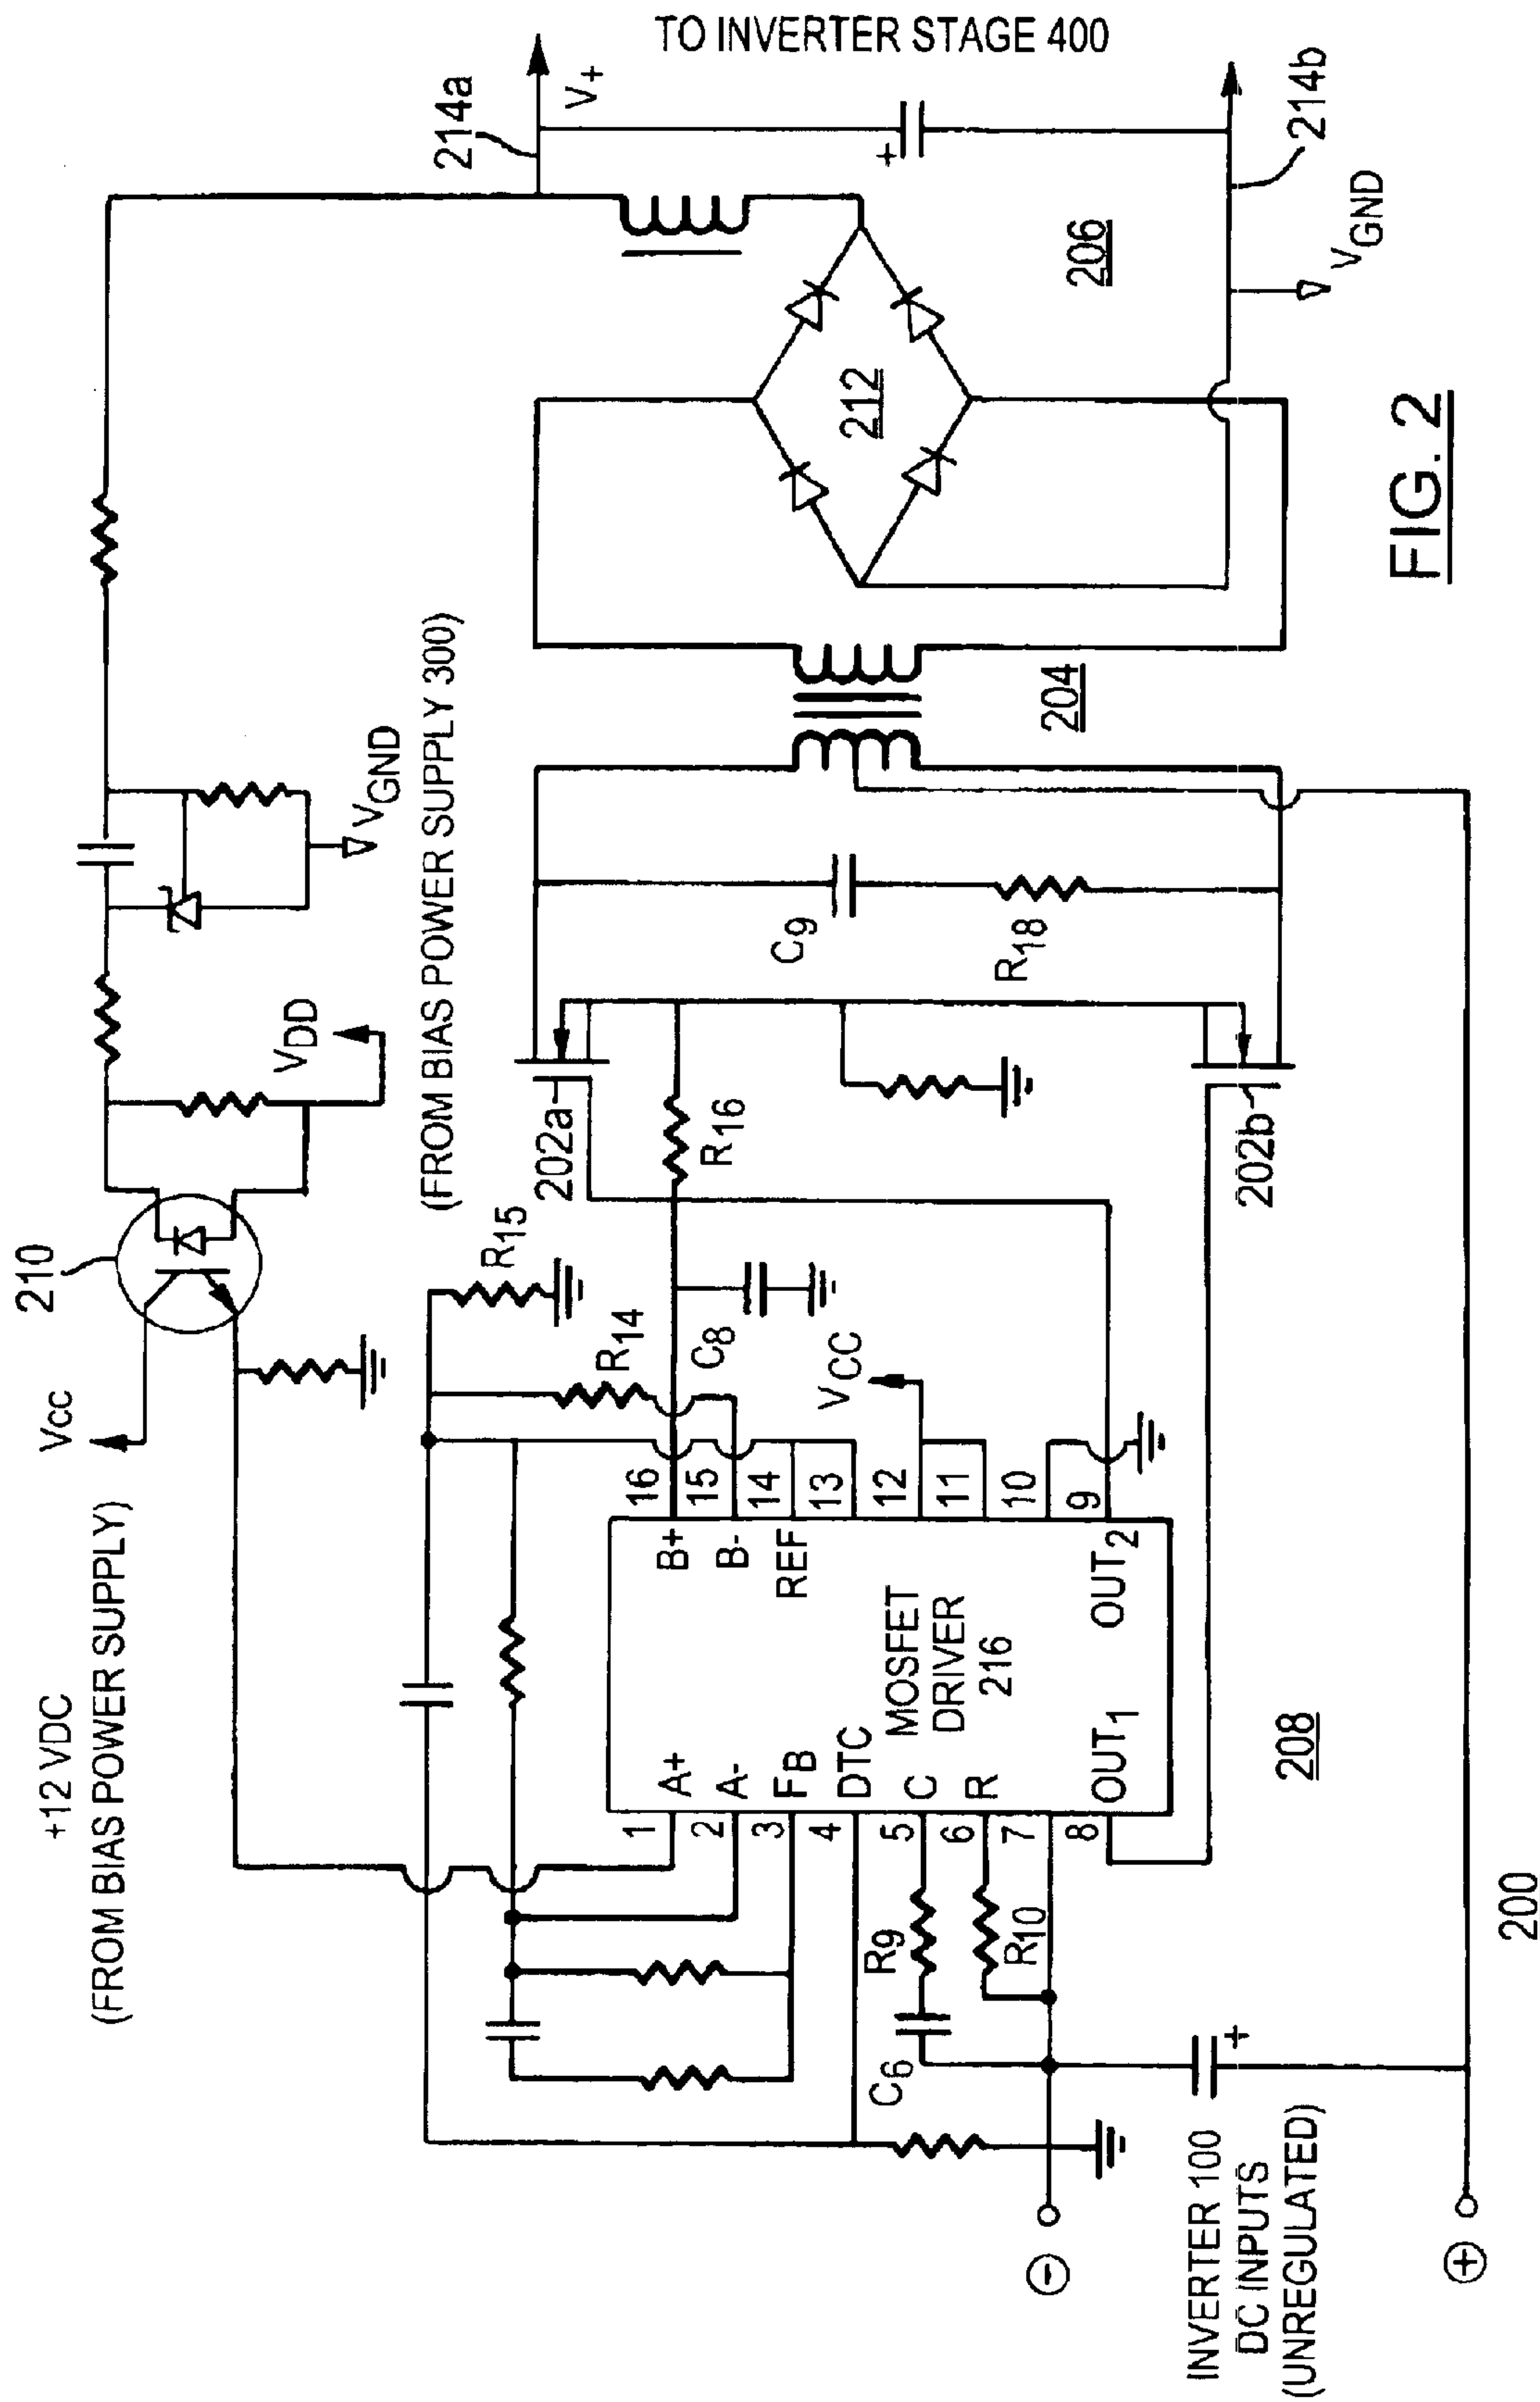 +12 VDC
(FROM BIAS POWER SUPPLY)
Vcc
210
VDD
(FROM BIAS POWER SUPPLY 300)
VGND
214a
V+
TO INVERTER STAGE 400
R15
R14
C8
R16
202a
C9
R18
202b
204
212
206
214b
VGND
VCC
16
15
14
13
12
11
10
9
B+
B-
REF
OUT2
MOSFET
DRIVER
216
A+
A-
FB
DTC
C
R
OUT1
1
2
3
4
5
6
7
8
R9
R10
C6
208
-
INVERTER 100
DC INPUTS
(UNREGULATED)
+
+
+
200
FIG. 2